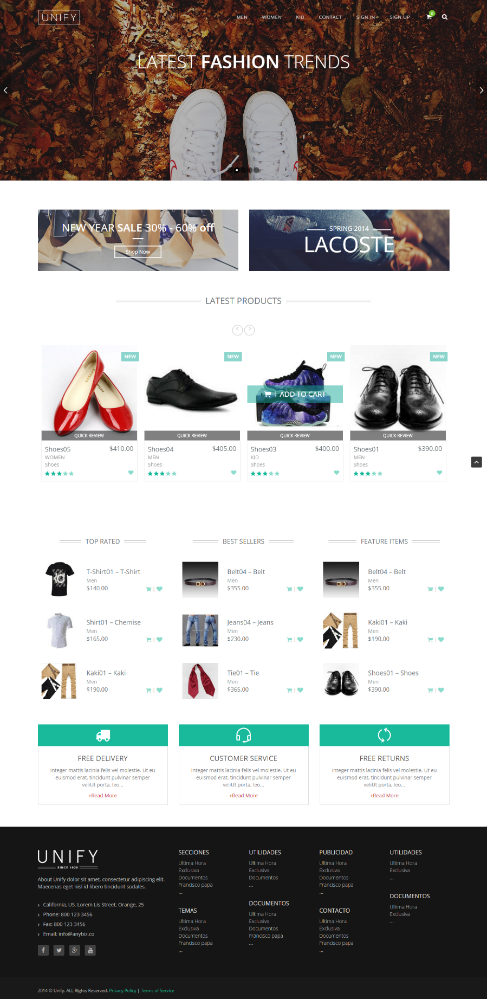 UNIFY
MEN WOMEN KID CONTACT SIGN IN SIGN UP 0
LATEST FASHION TRENDS
NEW YEAR SALE 30% - 60% off
Shop Now
SPRING 2014
LACOSTE
LATEST PRODUCTS
NEW NEW NEW NEW
ADD TO CART
QUICK REVIEW QUICK REVIEW QUICK REVIEW QUICK REVIEW
Shoes05 $410.00 Shoes04 $405.00 Shoes03 $400.00 Shoes01 $390.00
WOMEN MEN KID MEN
Shoes Shoes Shoes Shoes
TOP RATED BEST SELLERS FEATURE ITEMS
T-Shirt01 – T-Shirt Belt04 – Belt Belt04 – Belt
Men Men Men
$140.00 $355.00 $355.00
Shirt01 – Chemise Jeans04 – Jeans Kaki01 – Kaki
Men Men Men
$165.00 $230.00 $190.00
Kaki01 – Kaki Tie01 – Tie Shoes01 – Shoes
Men Men Men
$190.00 $365.00 $390.00
FREE DELIVERY
Integer mattis lacinia felis vel molestie. Ut eu
euismod erat, tincidunt pulvinar semper
veliUt porta, leo...
+Read More
CUSTOMER SERVICE
Integer mattis lacinia felis vel molestie. Ut eu
euismod erat, tincidunt pulvinar semper
veliUt porta, leo...
+Read More
FREE RETURNS
Integer mattis lacinia felis vel molestie. Ut eu
euismod erat, tincidunt pulvinar semper
veliUt porta, leo...
+Read More
UNIFY
SINCE 1928
About Unify dolor sit amet, consectetur adipiscing elit.
Maecenas eget nisl id libero tincidunt sodales.
California, US, Lorem Lis Street, Orange, 25
Phone: 800 123 3456
Fax: 800 123 3456
Email: info@anybiz.co
SECCIONES
Ultima Hora
Exclusiva
Documentos
Francisco papa
...
TEMAS
Ultima Hora
Exclusiva
Documentos
Francisco papa
...
UTILIDADES
Ultima Hora
Exclusiva
Documentos
...
DOCUMENTOS
Ultima Hora
Exclusiva
Documentos
Francisco papa
...
PUBLICIDAD
Ultima Hora
Exclusiva
Documentos
Francisco papa
...
CONTACTO
Ultima Hora
Exclusiva
Documentos
Francisco papa
...
UTILIDADES
Ultima Hora
Exclusiva
...
DOCUMENTOS
Ultima Hora
Exclusiva
...
2014 © Unify. ALL Rights Reserved. Privacy Policy | Terms of Service